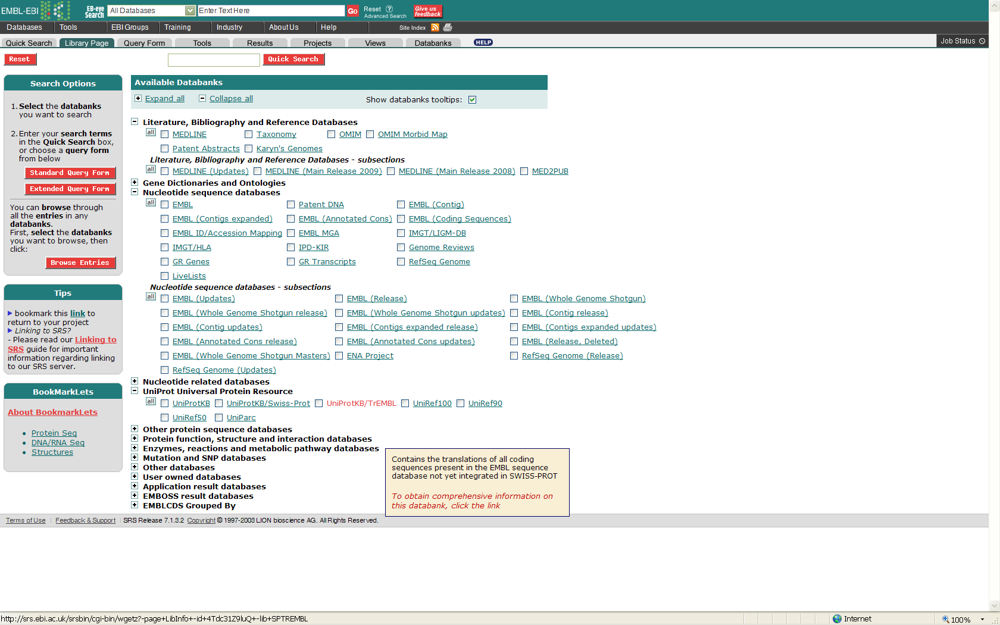 EMBL-EBI EB-eye Search All Databases Enter Text Here Go Reset ? Advanced Search Give us feedback
Databases Tools EBI Groups Training Industry About Us Help Site Index
Quick Search Library Page Query Form Tools Results Projects Views Databanks HELP Job Status
Reset Quick Search
Search Options
1. Select the databanks
you want to search
2. Enter your search terms
in the Quick Search box,
or choose a query form
from below
Standard Query Form
Extended Query Form
You can browse through
all the entries in any
databanks.
First, select the databanks
you want to browse, then
click:
Browse Entries
Tips
bookmark this link to
return to your project
Linking to SRS?
- Please read our Linking to
SRS guide for important
information regarding linking
to our SRS server.
BookMarkLets
About BookmarkLets
• Protein Seq
• DNA/RNA Seq
• Structures
Available Databanks
Expand all Collapse all Show databanks tooltips:
Literature, Bibliography and Reference Databases
all MEDLINE Taxonomy OMIM OMIM Morbid Map
Patent Abstracts Karyn's Genomes
Literature, Bibliography and Reference Databases - subsections
all MEDLINE (Updates) MEDLINE (Main Release 2009) MEDLINE (Main Release 2008) MED2PUB
Gene Dictionaries and Ontologies
Nucleotide sequence databases
all EMBL Patent DNA EMBL (Contig)
EMBL (Contigs expanded) EMBL (Annotated Cons) EMBL (Coding Sequences)
EMBL ID/Accession Mapping EMBL MGA IMGT/LIGM-DB
IMGT/HLA IPD-KIR Genome Reviews
GR Genes GR Transcripts RefSeq Genome
LiveLists
Nucleotide sequence databases - subsections
all EMBL (Updates) EMBL (Release) EMBL (Whole Genome Shotgun)
EMBL (Whole Genome Shotgun release) EMBL (Whole Genome Shotgun updates) EMBL (Contig release)
EMBL (Contig updates) EMBL (Contigs expanded release) EMBL (Contigs expanded updates)
EMBL (Annotated Cons release) EMBL (Annotated Cons updates) EMBL (Release, Deleted)
EMBL (Whole Genome Shotgun Masters) ENA Project RefSeq Genome (Release)
RefSeq Genome (Updates)
Nucleotide related databases
UniProt Universal Protein Resource
all UniProtKB UniProtKB/Swiss-Prot UniProtKB/TrEMBL UniRef100 UniRef90
UniRef50 UniParc
Other protein sequence databases
Protein function, structure and interaction databases
Enzymes, reactions and metabolic pathway databases
Mutation and SNP databases
Other databases
User owned databases
Application result databases
EMBOSS result databases
EMBLCDS Grouped By
Contains the translations of all coding
sequences present in the EMBL sequence
database not yet integrated in SWISS-PROT
To obtain comprehensive information on
this databank, click the link
Terms of Use Feedback & Support SRS Release 7.1.3.2 Copyright © 1997-2003 LION bioscience AG. All Rights Reserved.
http://srs.ebi.ac.uk/srsbin/cgi-bin/wgetz?-page+LibInfo+-id+4Tdc31Z9luQ+-lib+SPTREMBL Internet 100%